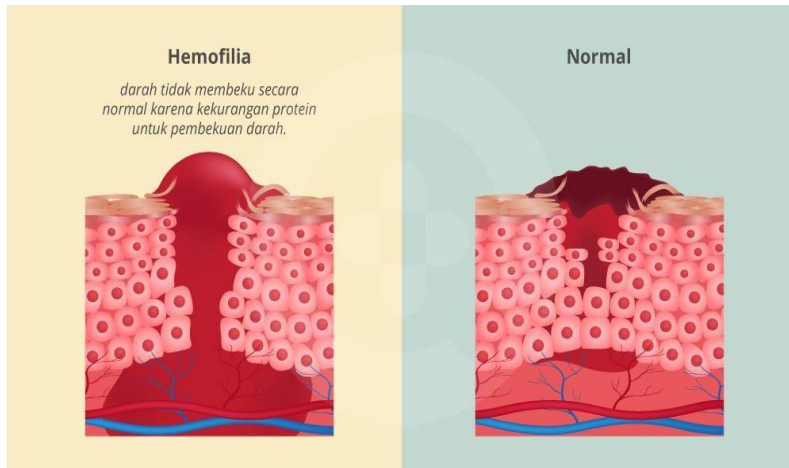 Hemofilia
darah tidak membeku secara
normal karena kekurangan protein
untuk pembekuan darah.
Normal